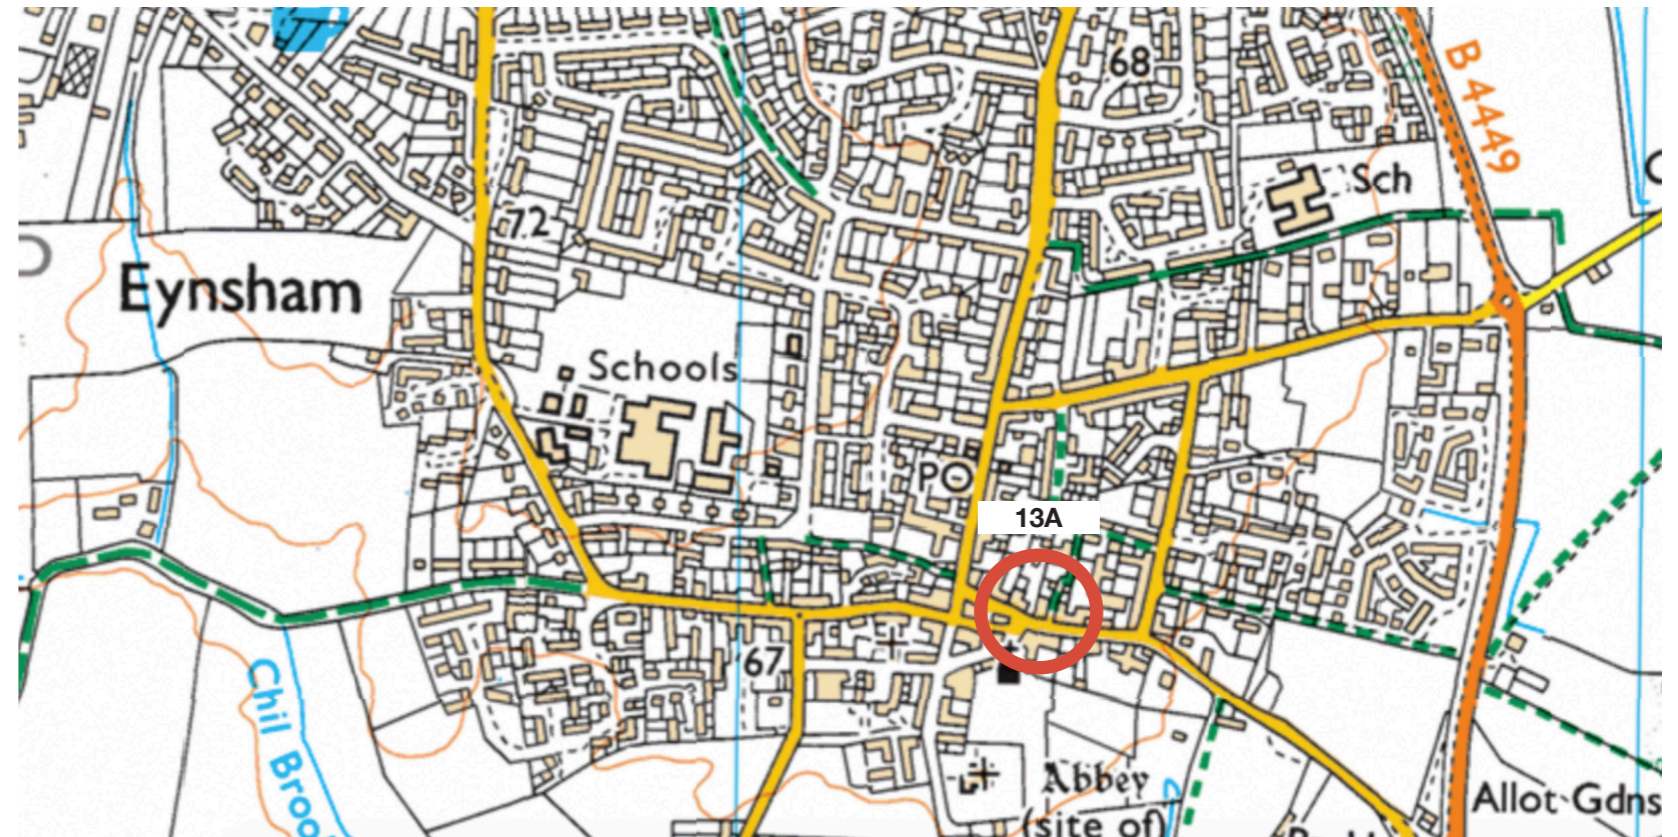 68
B 4449
Sch
72
Eynsham
Schools
PO
13A
67
Chil Broo
Abbey
(site of)
Allot Gdns